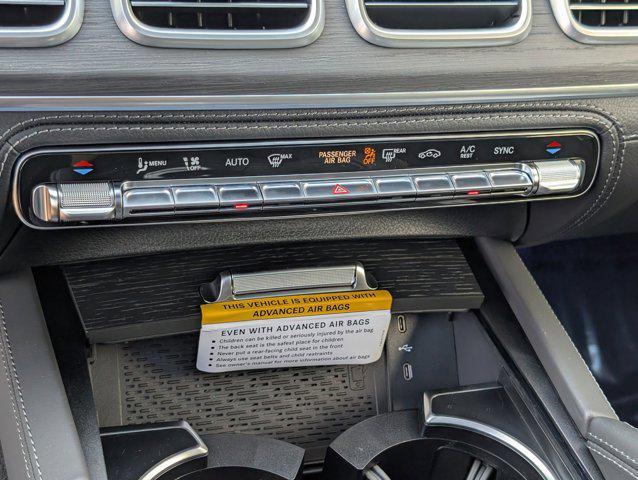 MENU
OFF
AUTO
MAX
PASSENGER
AIR BAG
OFF
REAR
A/C
REST
SYNC
THIS VEHICLE IS EQUIPPED WITH
ADVANCED AIR BAGS
EVEN WITH ADVANCED AIR BAGS
• Children can be killed or seriously injured by the air bag
• The back seat is the safest place for children
• Never put a rear-facing child seat in the front
• Always use seat belts and child restraints
• See owner's manual for more information about air bags